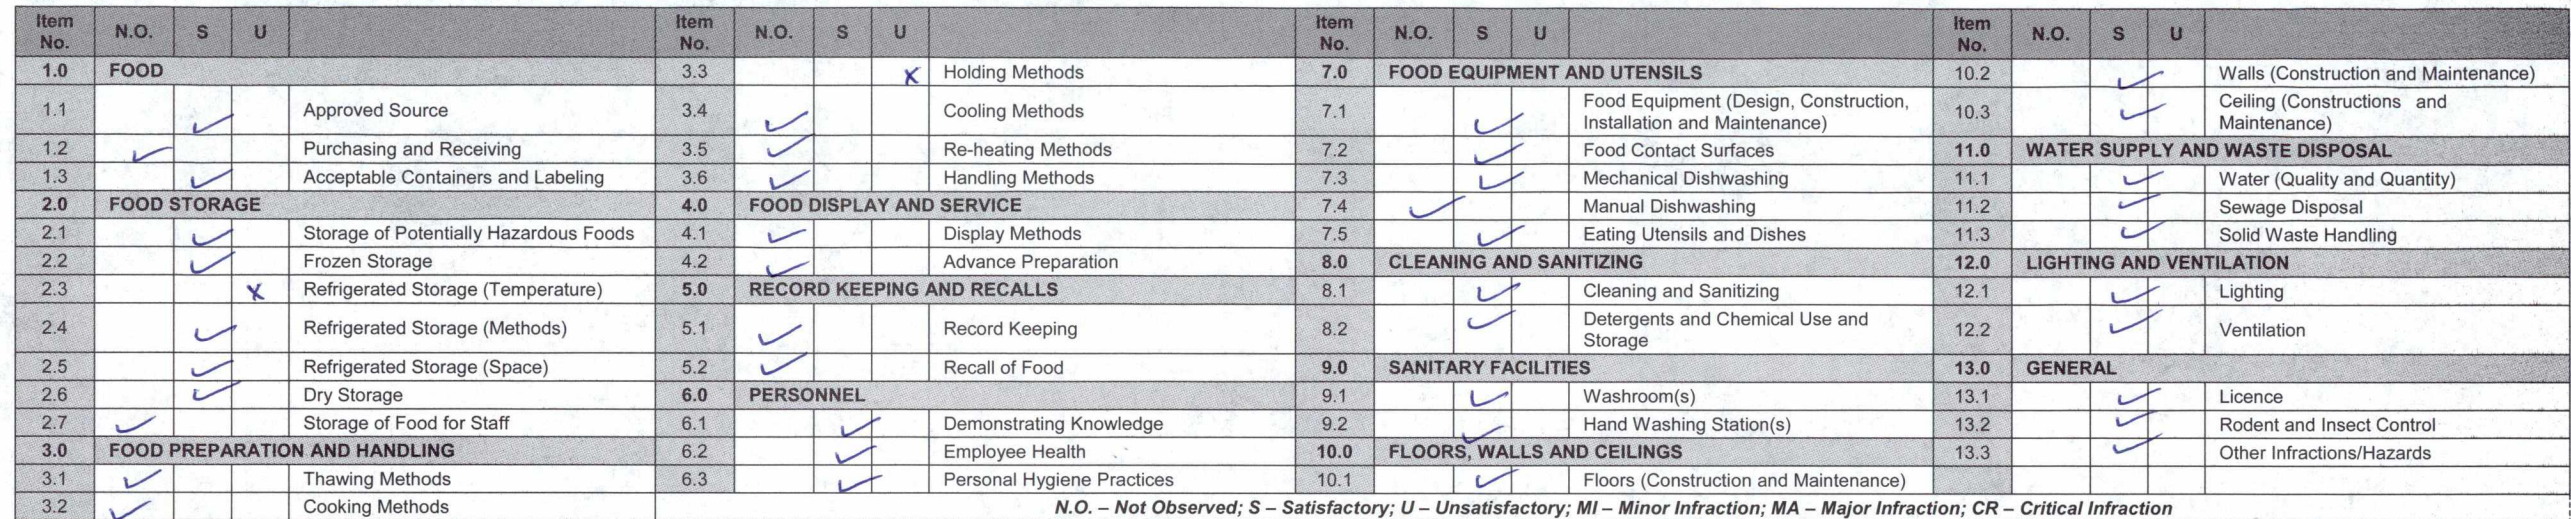 Item No. N.O. S U
1.0 FOOD
1.1 ✓ Approved Source
1.2 ✓ Purchasing and Receiving
1.3 ✓ Acceptable Containers and Labeling
2.0 FOOD STORAGE
2.1 ✓ Storage of Potentially Hazardous Foods
2.2 ✓ Frozen Storage
2.3 X Refrigerated Storage (Temperature)
2.4 ✓ Refrigerated Storage (Methods)
2.5 ✓ Refrigerated Storage (Space)
2.6 ✓ Dry Storage
2.7 ✓ Storage of Food for Staff
3.0 FOOD PREPARATION AND HANDLING
3.1 ✓ Thawing Methods
3.2 ✓ Cooking Methods
Item No. N.O. S U
3.3 X Holding Methods
3.4 ✓ Cooling Methods
3.5 ✓ Re-heating Methods
3.6 ✓ Handling Methods
4.0 FOOD DISPLAY AND SERVICE
4.1 ✓ Display Methods
4.2 ✓ Advance Preparation
5.0 RECORD KEEPING AND RECALLS
5.1 ✓ Record Keeping
5.2 ✓ Recall of Food
6.0 PERSONNEL
6.1 ✓ Demonstrating Knowledge
6.2 ✓ Employee Health
6.3 ✓ Personal Hygiene Practices
Item No. N.O. S U
7.0 FOOD EQUIPMENT AND UTENSILS
7.1 ✓ Food Equipment (Design, Construction,
Installation and Maintenance)
7.2 ✓ Food Contact Surfaces
7.3 ✓ Mechanical Dishwashing
7.4 ✓ Manual Dishwashing
7.5 ✓ Eating Utensils and Dishes
8.0 CLEANING AND SANITIZING
8.1 ✓ Cleaning and Sanitizing
8.2 ✓ Detergents and Chemical Use and
Storage
9.0 SANITARY FACILITIES
9.1 ✓ Washroom(s)
9.2 ✓ Hand Washing Station(s)
10.0 FLOORS, WALLS AND CEILINGS
10.1 ✓ Floors (Construction and Maintenance)
Item No. N.O. S U
10.2 ✓ Walls (Construction and Maintenance)
10.3 ✓ Ceiling (Constructions and
Maintenance)
11.0 WATER SUPPLY AND WASTE DISPOSAL
11.1 ✓ Water (Quality and Quantity)
11.2 ✓ Sewage Disposal
11.3 ✓ Solid Waste Handling
12.0 LIGHTING AND VENTILATION
12.1 ✓ Lighting
12.2 ✓ Ventilation
13.0 GENERAL
13.1 ✓ Licence
13.2 ✓ Rodent and Insect Control
13.3 ✓ Other Infractions/Hazards
N.O. – Not Observed; S – Satisfactory; U – Unsatisfactory; MI – Minor Infraction; MA – Major Infraction; CR – Critical Infraction